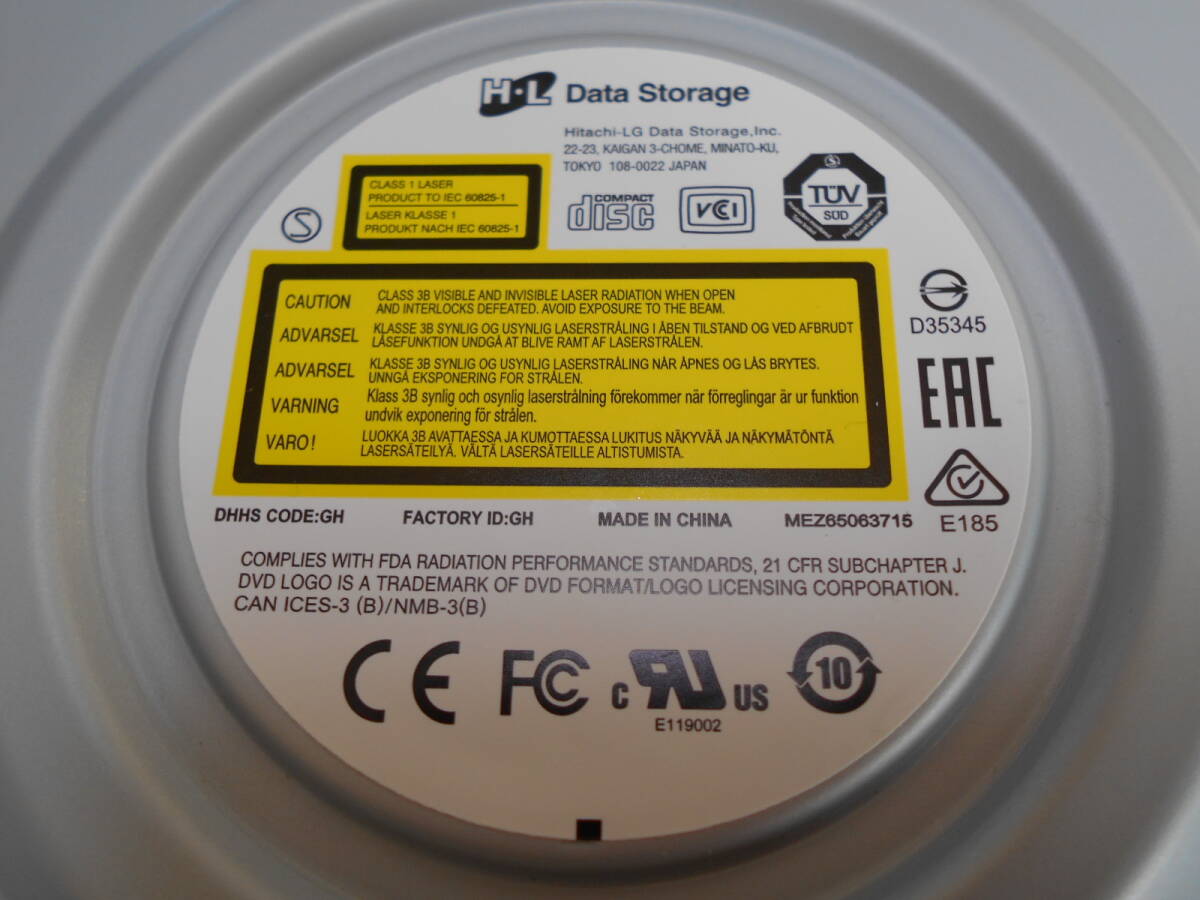 H·L Data Storage
Hitachi-LG Data Storage,Inc.
22-23, KAIGAN 3-CHOME, MINATO-KU,
TOKYO 108-0022 JAPAN
S
CLASS 1 LASER
PRODUCT TO IEC 60825-1
LASER KLASSE 1
PRODUKT NACH IEC 60825-1
COMPACT
disc
VCCI
TÜV
SÜD
CAUTION CLASS 3B VISIBLE AND INVISIBLE LASER RADIATION WHEN OPEN
AND INTERLOCKS DEFEATED. AVOID EXPOSURE TO THE BEAM.
ADVARSEL KLASSE 3B SYNLIG OG USYNLIG LASERSTRÅLING I ÅBEN TILSTAND OG VED AFBRUDT
LÅSEFUNKTION UNDGÅ AT BLIVE RAMT AF LASERSTRÅLEN.
ADVARSEL KLASSE 3B SYNLIG OG USYNLIG LASERSTRÅLING NÅR ÅPNES OG LÅS BRYTES.
UNNGÅ EKSPONERING FOR STRÅLEN.
VARNING Klass 3B synlig och osynlig laserstrålning förekommer när förreglingar är ur funktion
undvik exponering för strålen.
VARO! LUOKKA 3B AVATTAESSA JA KUMOTTAESSA LUKITUS NÄKYVÄÄ JA NÄKYMÄTÖNTÄ
LASERSÄTEILYÄ. VÄLTÄ LASERSÄTEILLE ALTISTUMISTA.
D35345
EAC
E185
DHHS CODE:GH FACTORY ID:GH MADE IN CHINA MEZ65063715
COMPLIES WITH FDA RADIATION PERFORMANCE STANDARDS, 21 CFR SUBCHAPTER J.
DVD LOGO IS A TRADEMARK OF DVD FORMAT/LOGO LICENSING CORPORATION.
CAN ICES-3 (B)/NMB-3(B)
CE FC c RU US 10
E119002